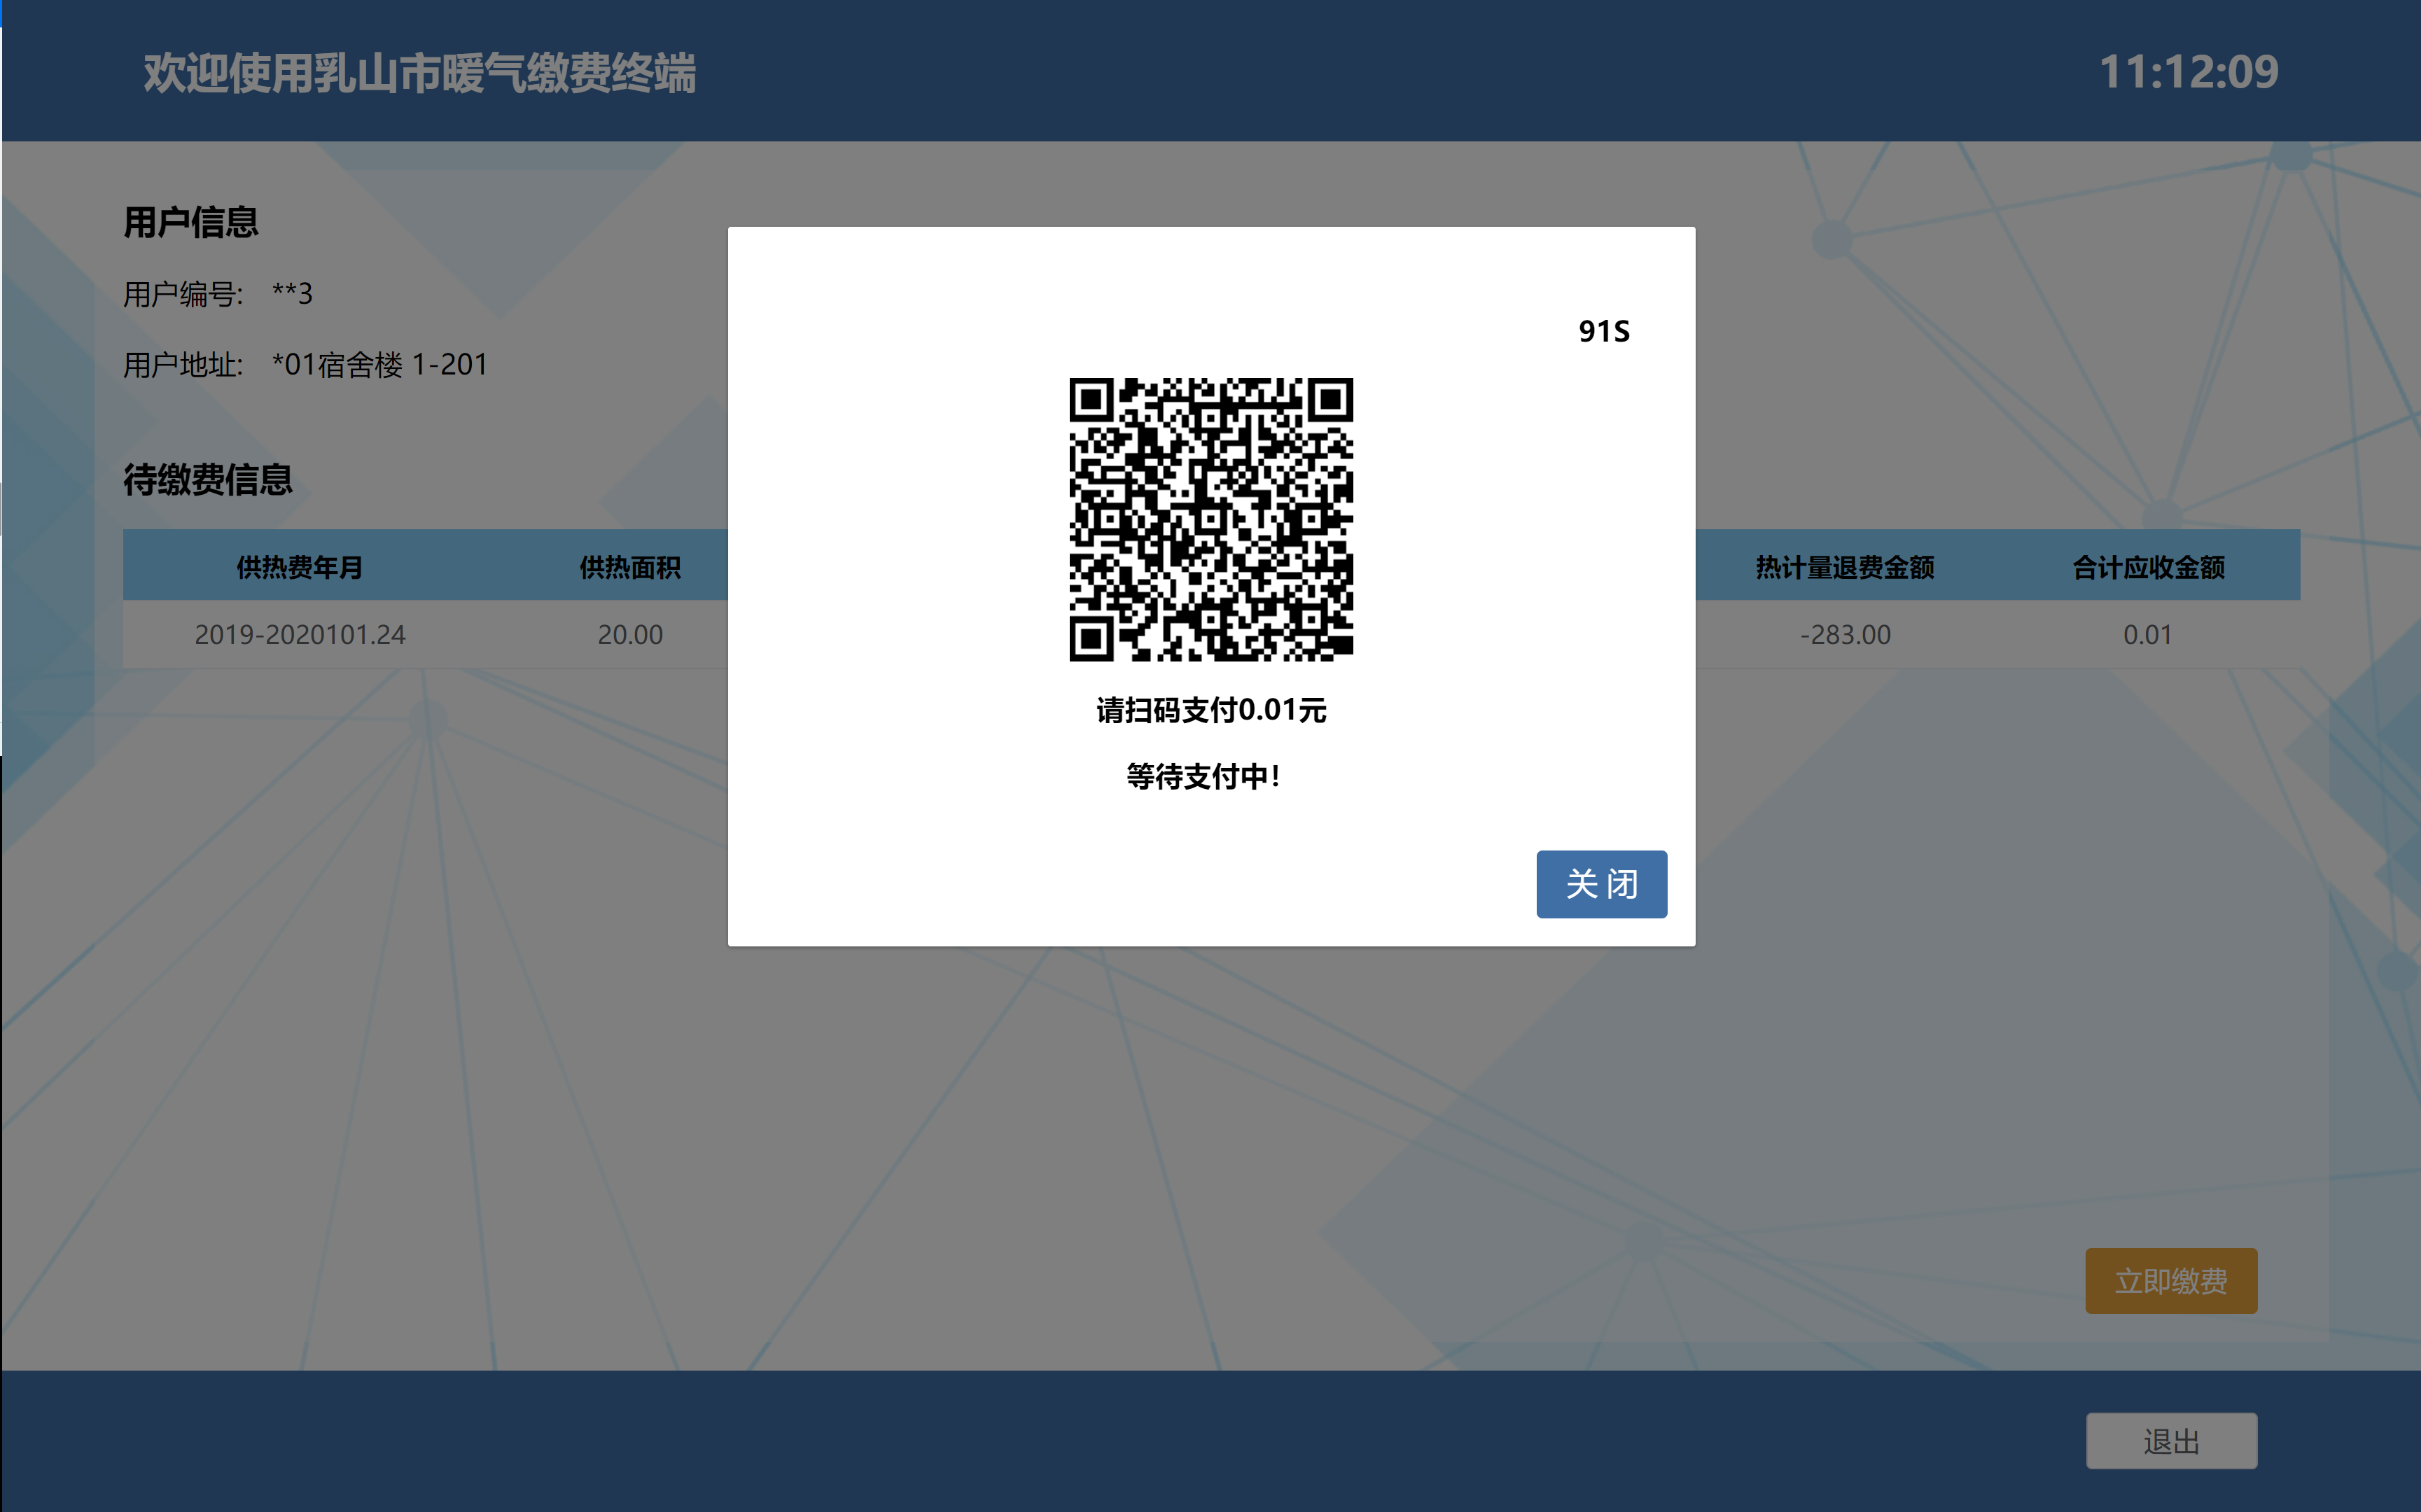 欢迎使用乳山市暖气缴费终端 11:12:09
用户信息
用户编号: **3
用户地址: *01宿舍楼 1-201
待缴费信息
供热费年月 供热面积 热计量退费金额 合计应收金额
2019-2020101.24 20.00 -283.00 0.01
91S
请扫码支付0.01元
等待支付中!
关 闭
立即缴费
退出